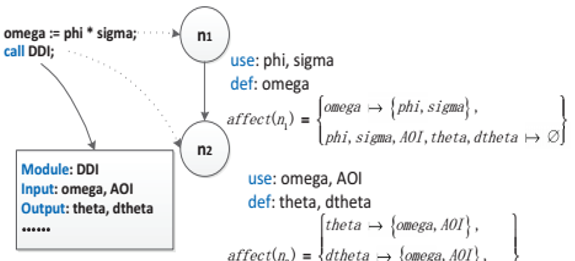 omega := phi * sigma;
call DDI;
n1
use: phi, sigma
def: omega
affect(n1) = {omega ↦ {phi, sigma},
phi, sigma, AOI, theta, dtheta ↦ ∅}
n2
Module: DDI
Input: omega, AOI
Output: theta, dtheta
......
use: omega, AOI
def: theta, dtheta
{theta ↦ {omega, AOI},
affect(n = {dtheta ↦ {omega, AOI},